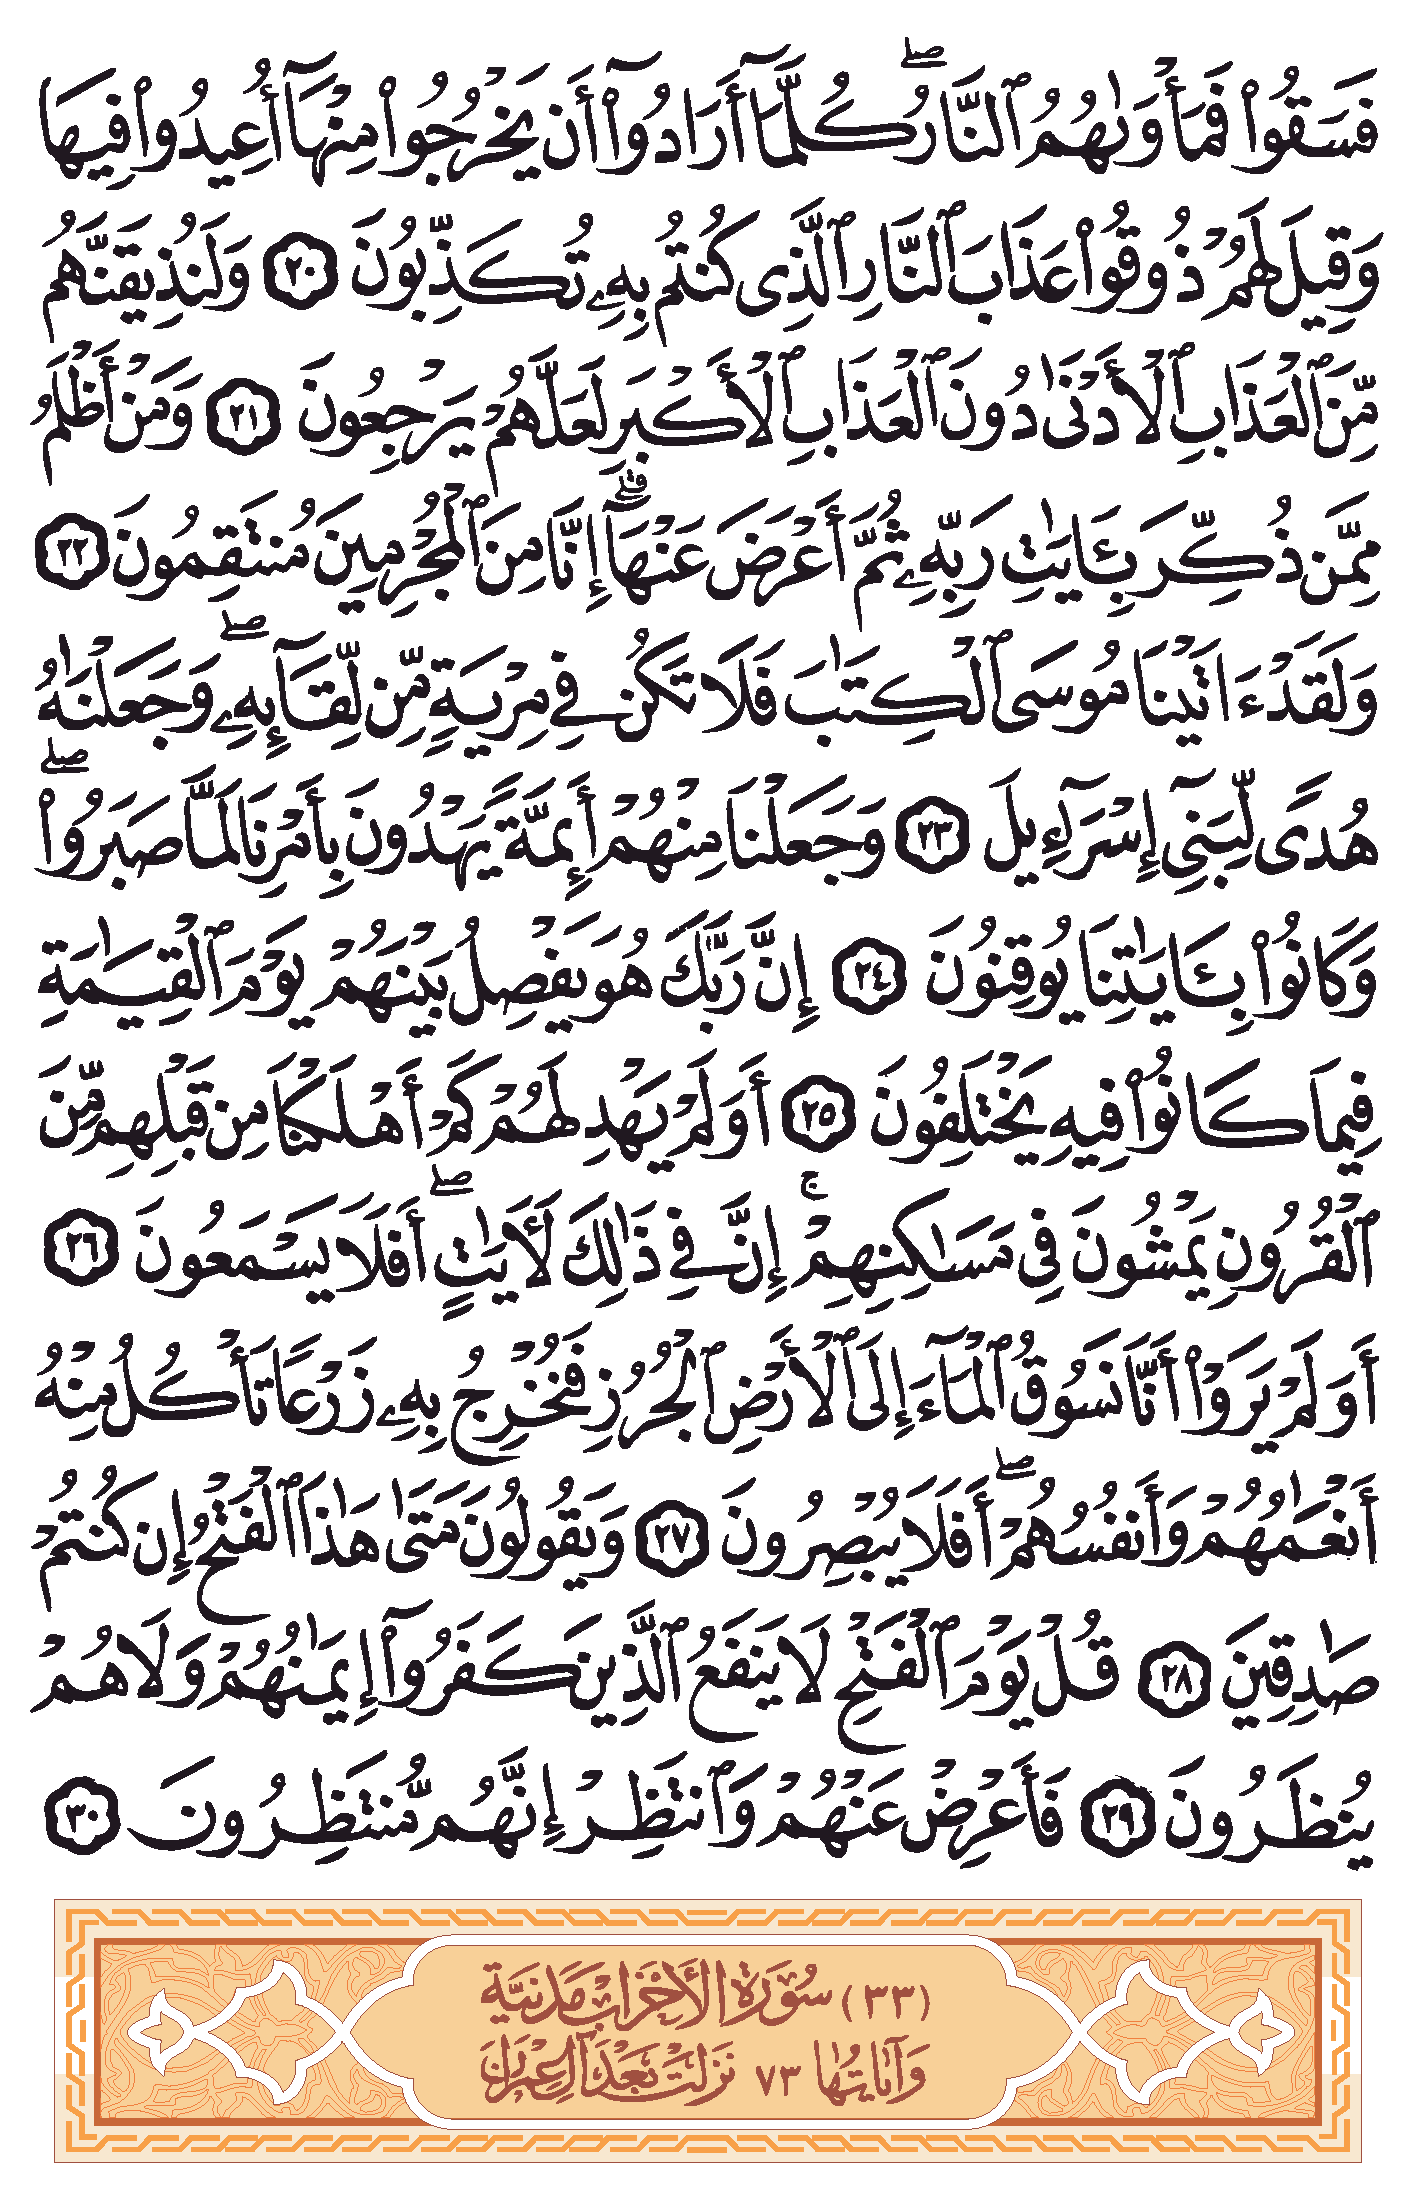 فَسَقُوا۟ فَمَأْوَىٰهُمُ ٱلنَّارُ ۖ كُلَّمَآ أَرَادُوٓا۟ أَن يَخْرُجُوا۟ مِنْهَآ أُعِيدُوا۟ فِيهَا
وَقِيلَ لَهُمْ ذُوقُوا۟ عَذَابَ ٱلنَّارِ ٱلَّذِى كُنتُم بِهِۦ تُكَذِّبُونَ ٢٠ وَلَنُذِيقَنَّهُم
مِّنَ ٱلْعَذَابِ ٱلْأَدْنَىٰ دُونَ ٱلْعَذَابِ ٱلْأَكْبَرِ لَعَلَّهُمْ يَرْجِعُونَ ٢١ وَمَنْ أَظْلَمُ
مِمَّن ذُكِّرَ بِـَٔايَٰتِ رَبِّهِۦ ثُمَّ أَعْرَضَ عَنْهَآ ۚ إِنَّا مِنَ ٱلْمُجْرِمِينَ مُنتَقِمُونَ ٢٢
وَلَقَدْ ءَاتَيْنَا مُوسَى ٱلْكِتَٰبَ فَلَا تَكُن فِى مِرْيَةٍ مِّن لِّقَآئِهِۦ ۖ وَجَعَلْنَٰهُ
هُدًى لِّبَنِىٓ إِسْرَٰٓءِيلَ ٢٣ وَجَعَلْنَا مِنْهُمْ أَئِمَّةً يَهْدُونَ بِأَمْرِنَا لَمَّا صَبَرُوا۟ ۖ
وَكَانُوا۟ بِـَٔايَٰتِنَا يُوقِنُونَ ٢٤ إِنَّ رَبَّكَ هُوَ يَفْصِلُ بَيْنَهُمْ يَوْمَ ٱلْقِيَٰمَةِ
فِيمَا كَانُوا۟ فِيهِ يَخْتَلِفُونَ ٢٥ أَوَلَمْ يَهْدِ لَهُمْ كَمْ أَهْلَكْنَا مِن قَبْلِهِم مِّنَ
ٱلْقُرُونِ يَمْشُونَ فِى مَسَٰكِنِهِمْ ۚ إِنَّ فِى ذَٰلِكَ لَـَٔايَٰتٍ ۖ أَفَلَا يَسْمَعُونَ ٢٦
أَوَلَمْ يَرَوْا۟ أَنَّا نَسُوقُ ٱلْمَآءَ إِلَى ٱلْأَرْضِ ٱلْجُرُزِ فَنُخْرِجُ بِهِۦ زَرْعًا تَأْكُلُ مِنْهُ
أَنْعَٰمُهُمْ وَأَنفُسُهُمْ ۖ أَفَلَا يُبْصِرُونَ ٢٧ وَيَقُولُونَ مَتَىٰ هَٰذَا ٱلْفَتْحُ إِن كُنتُمْ
صَٰدِقِينَ ٢٨ قُلْ يَوْمَ ٱلْفَتْحِ لَا يَنفَعُ ٱلَّذِينَ كَفَرُوٓا۟ إِيمَٰنُهُمْ وَلَا هُمْ
يُنظَرُونَ ٢٩ فَأَعْرِضْ عَنْهُمْ وَٱنتَظِرْ إِنَّهُم مُّنتَظِرُونَ ٣٠
(٣٣) سُوْرَةُ الْأَحْزَابِ مَدَنِيَّةٌ
وَآيَاتُهَا ٧٣ نَزَلَتْ بَعْدَ آلِ عِمْرَانَ